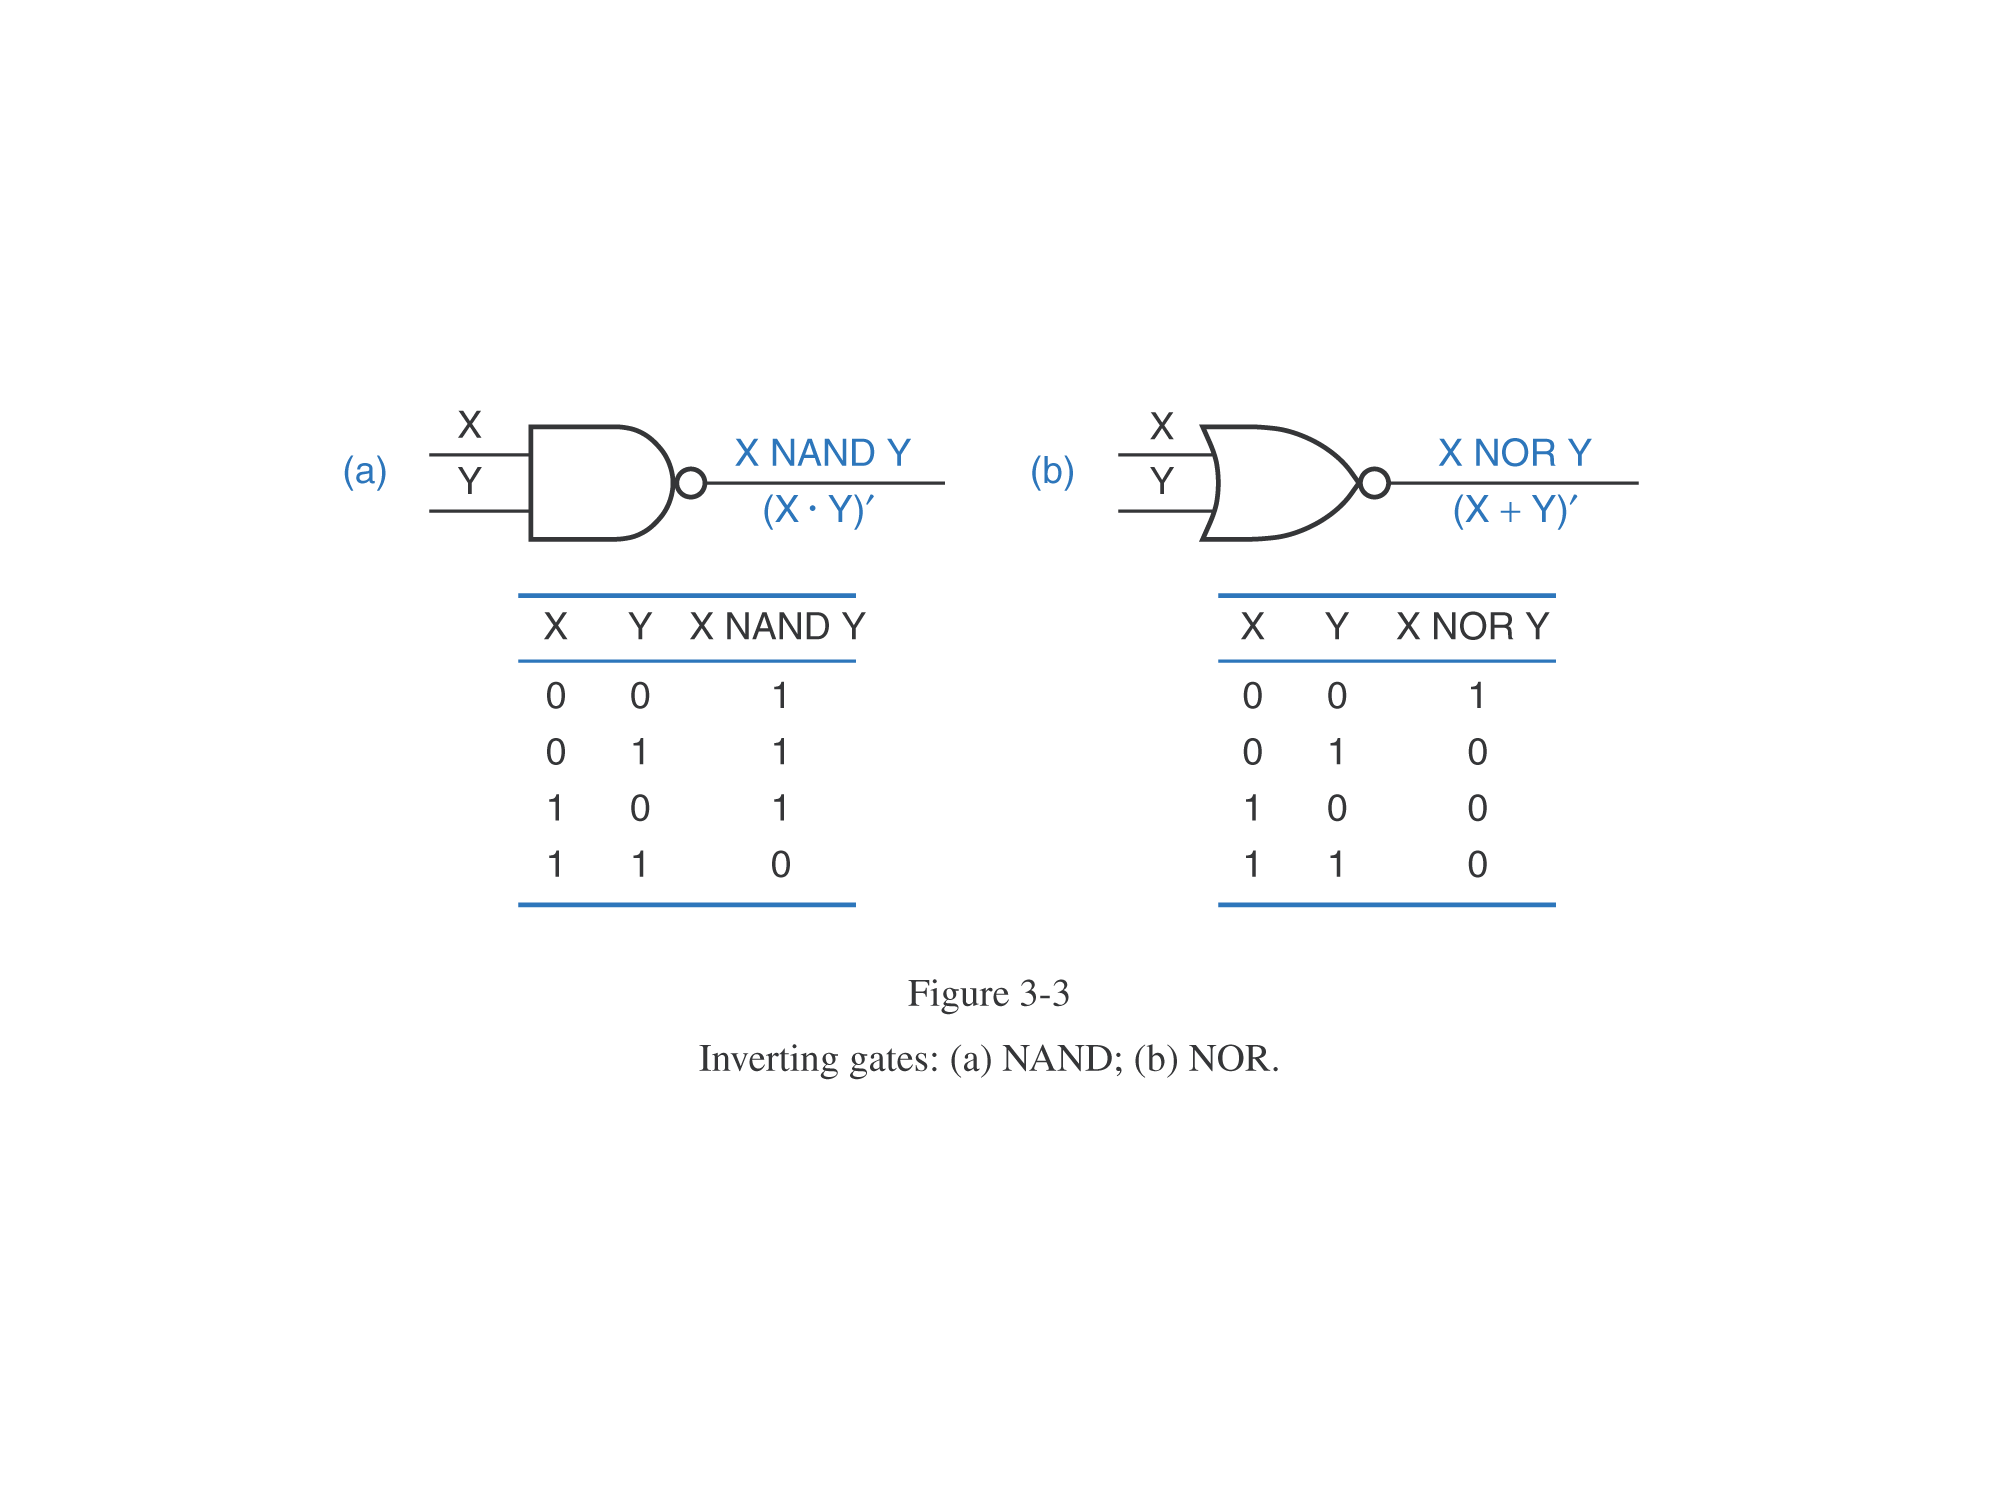 (a)
X
Y
X NAND Y
(X · Y)′
X Y X NAND Y
0 0 1
0 1 1
1 0 1
1 1 0
(b)
X
Y
X NOR Y
(X + Y)′
X Y X NOR Y
0 0 1
0 1 0
1 0 0
1 1 0
Figure 3-3
Inverting gates: (a) NAND; (b) NOR.